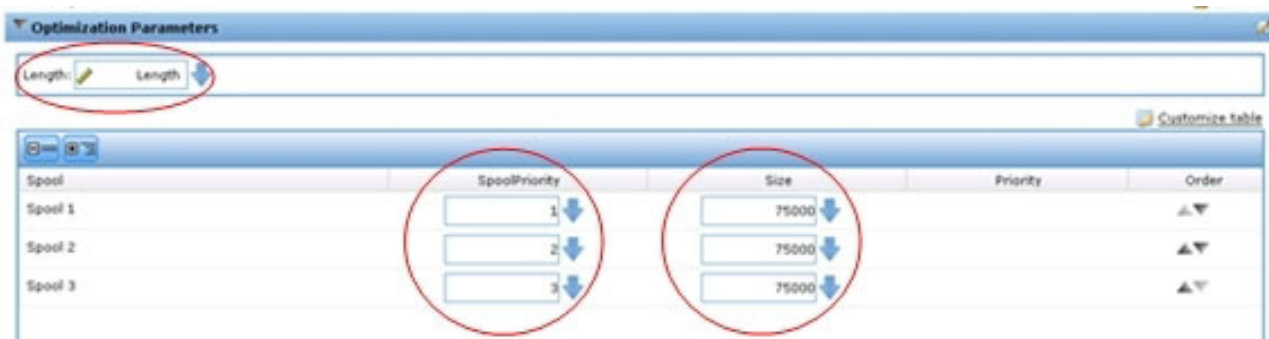 Optimization Parameters
Length: Length
Customize table
Spool SpoolPriority Size Priority Order
Spool 1 1 75000
Spool 2 2 75000
Spool 3 3 75000